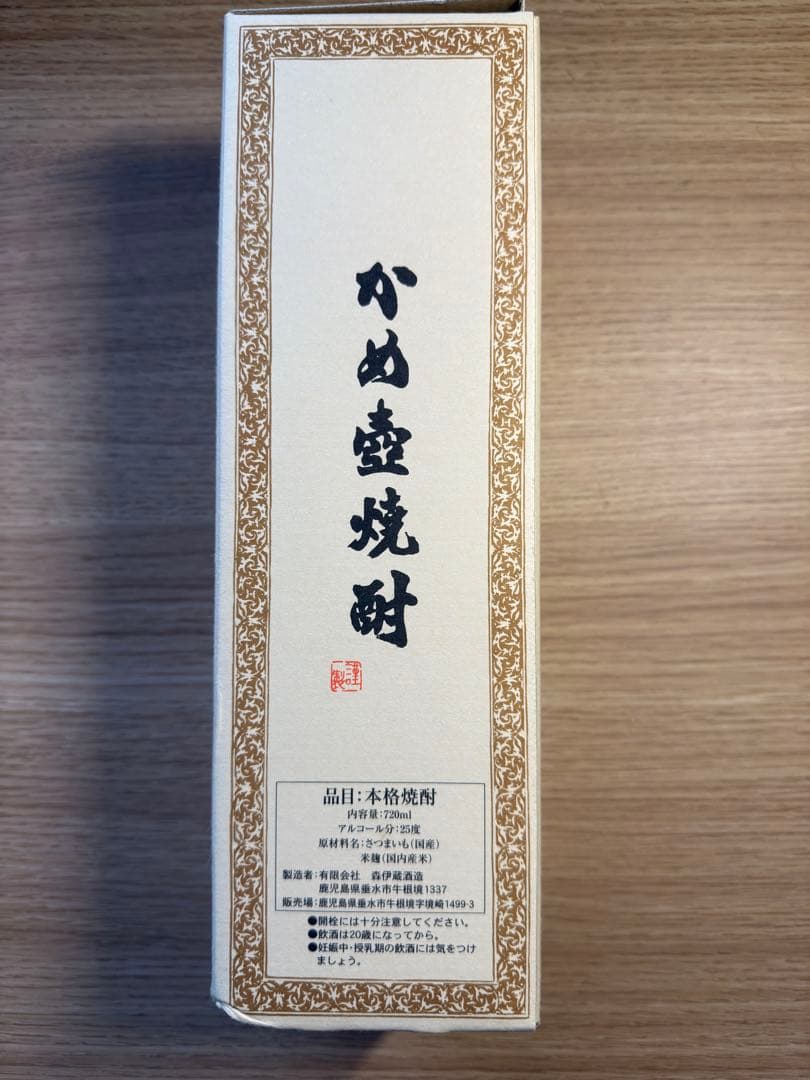 かめ壺焼酎
謹製
品目：本格焼酎
内容量：720ml
アルコール分：25度
原材料名：さつまいも（国産）
米麹（国内産米）
製造者：有限会社　森伊蔵酒造
鹿児島県垂水市牛根境1337
販売場：鹿児島県垂水市牛根境字境崎1499-3
●開栓には十分注意してください。
●飲酒は20歳になってから。
●妊娠中・授乳期の飲酒には気をつけ
ましょう。